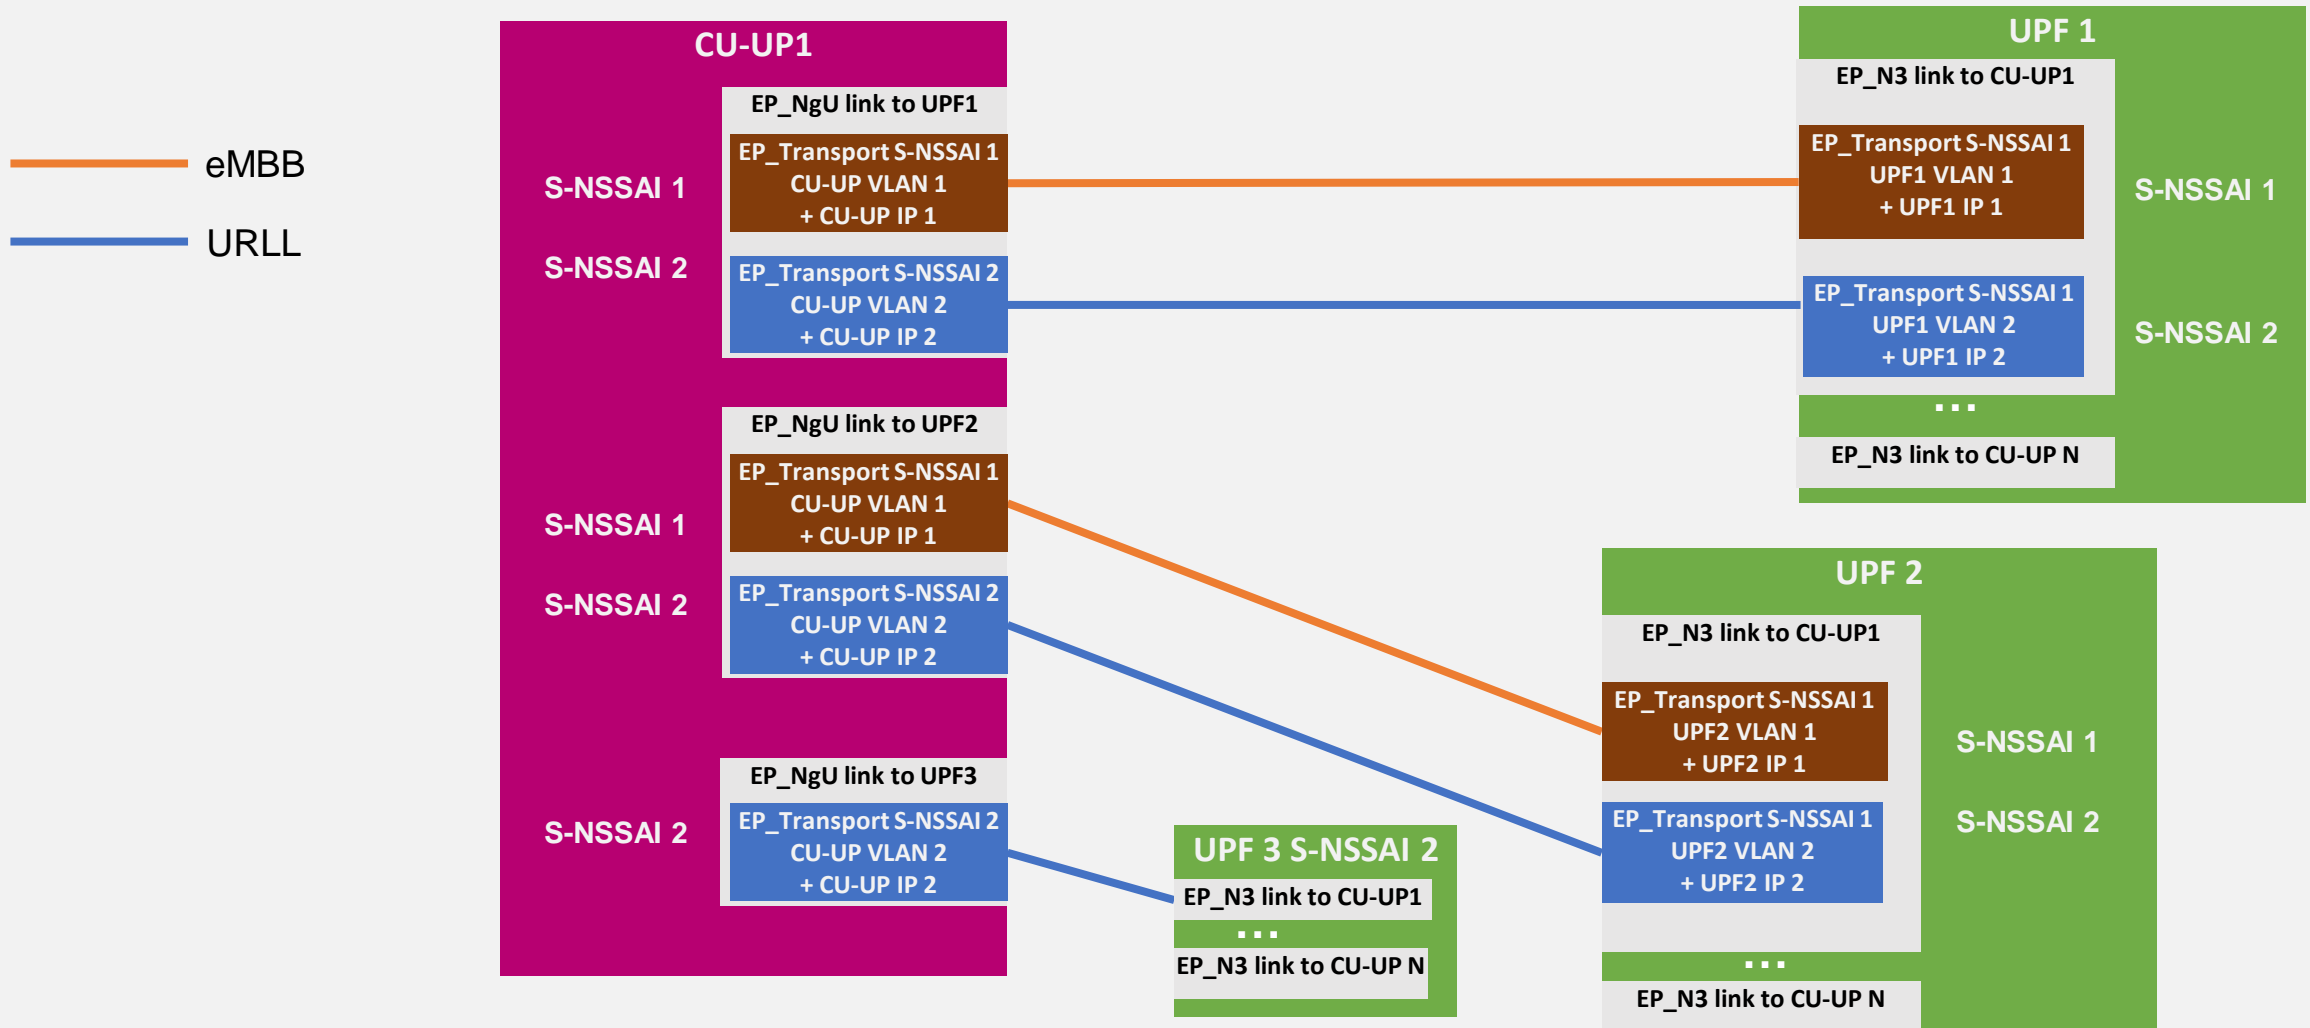 eMBB
URLL
CU-UP1
EP_NgU link to UPF1
S-NSSAI 1
EP_Transport S-NSSAI 1
CU-UP VLAN 1
+ CU-UP IP 1
S-NSSAI 2
EP_Transport S-NSSAI 2
CU-UP VLAN 2
+ CU-UP IP 2
EP_NgU link to UPF2
S-NSSAI 1
EP_Transport S-NSSAI 1
CU-UP VLAN 1
+ CU-UP IP 1
S-NSSAI 2
EP_Transport S-NSSAI 2
CU-UP VLAN 2
+ CU-UP IP 2
EP_NgU link to UPF3
S-NSSAI 2
EP_Transport S-NSSAI 2
CU-UP VLAN 2
+ CU-UP IP 2
UPF 1
EP_N3 link to CU-UP1
EP_Transport S-NSSAI 1
UPF1 VLAN 1
+ UPF1 IP 1
S-NSSAI 1
EP_Transport S-NSSAI 1
UPF1 VLAN 2
+ UPF1 IP 2
S-NSSAI 2
...
EP_N3 link to CU-UP N
UPF 2
EP_N3 link to CU-UP1
EP_Transport S-NSSAI 1
UPF2 VLAN 1
+ UPF2 IP 1
S-NSSAI 1
EP_Transport S-NSSAI 1
UPF2 VLAN 2
+ UPF2 IP 2
S-NSSAI 2
...
EP_N3 link to CU-UP N
UPF 3 S-NSSAI 2
EP_N3 link to CU-UP1
...
EP_N3 link to CU-UP N